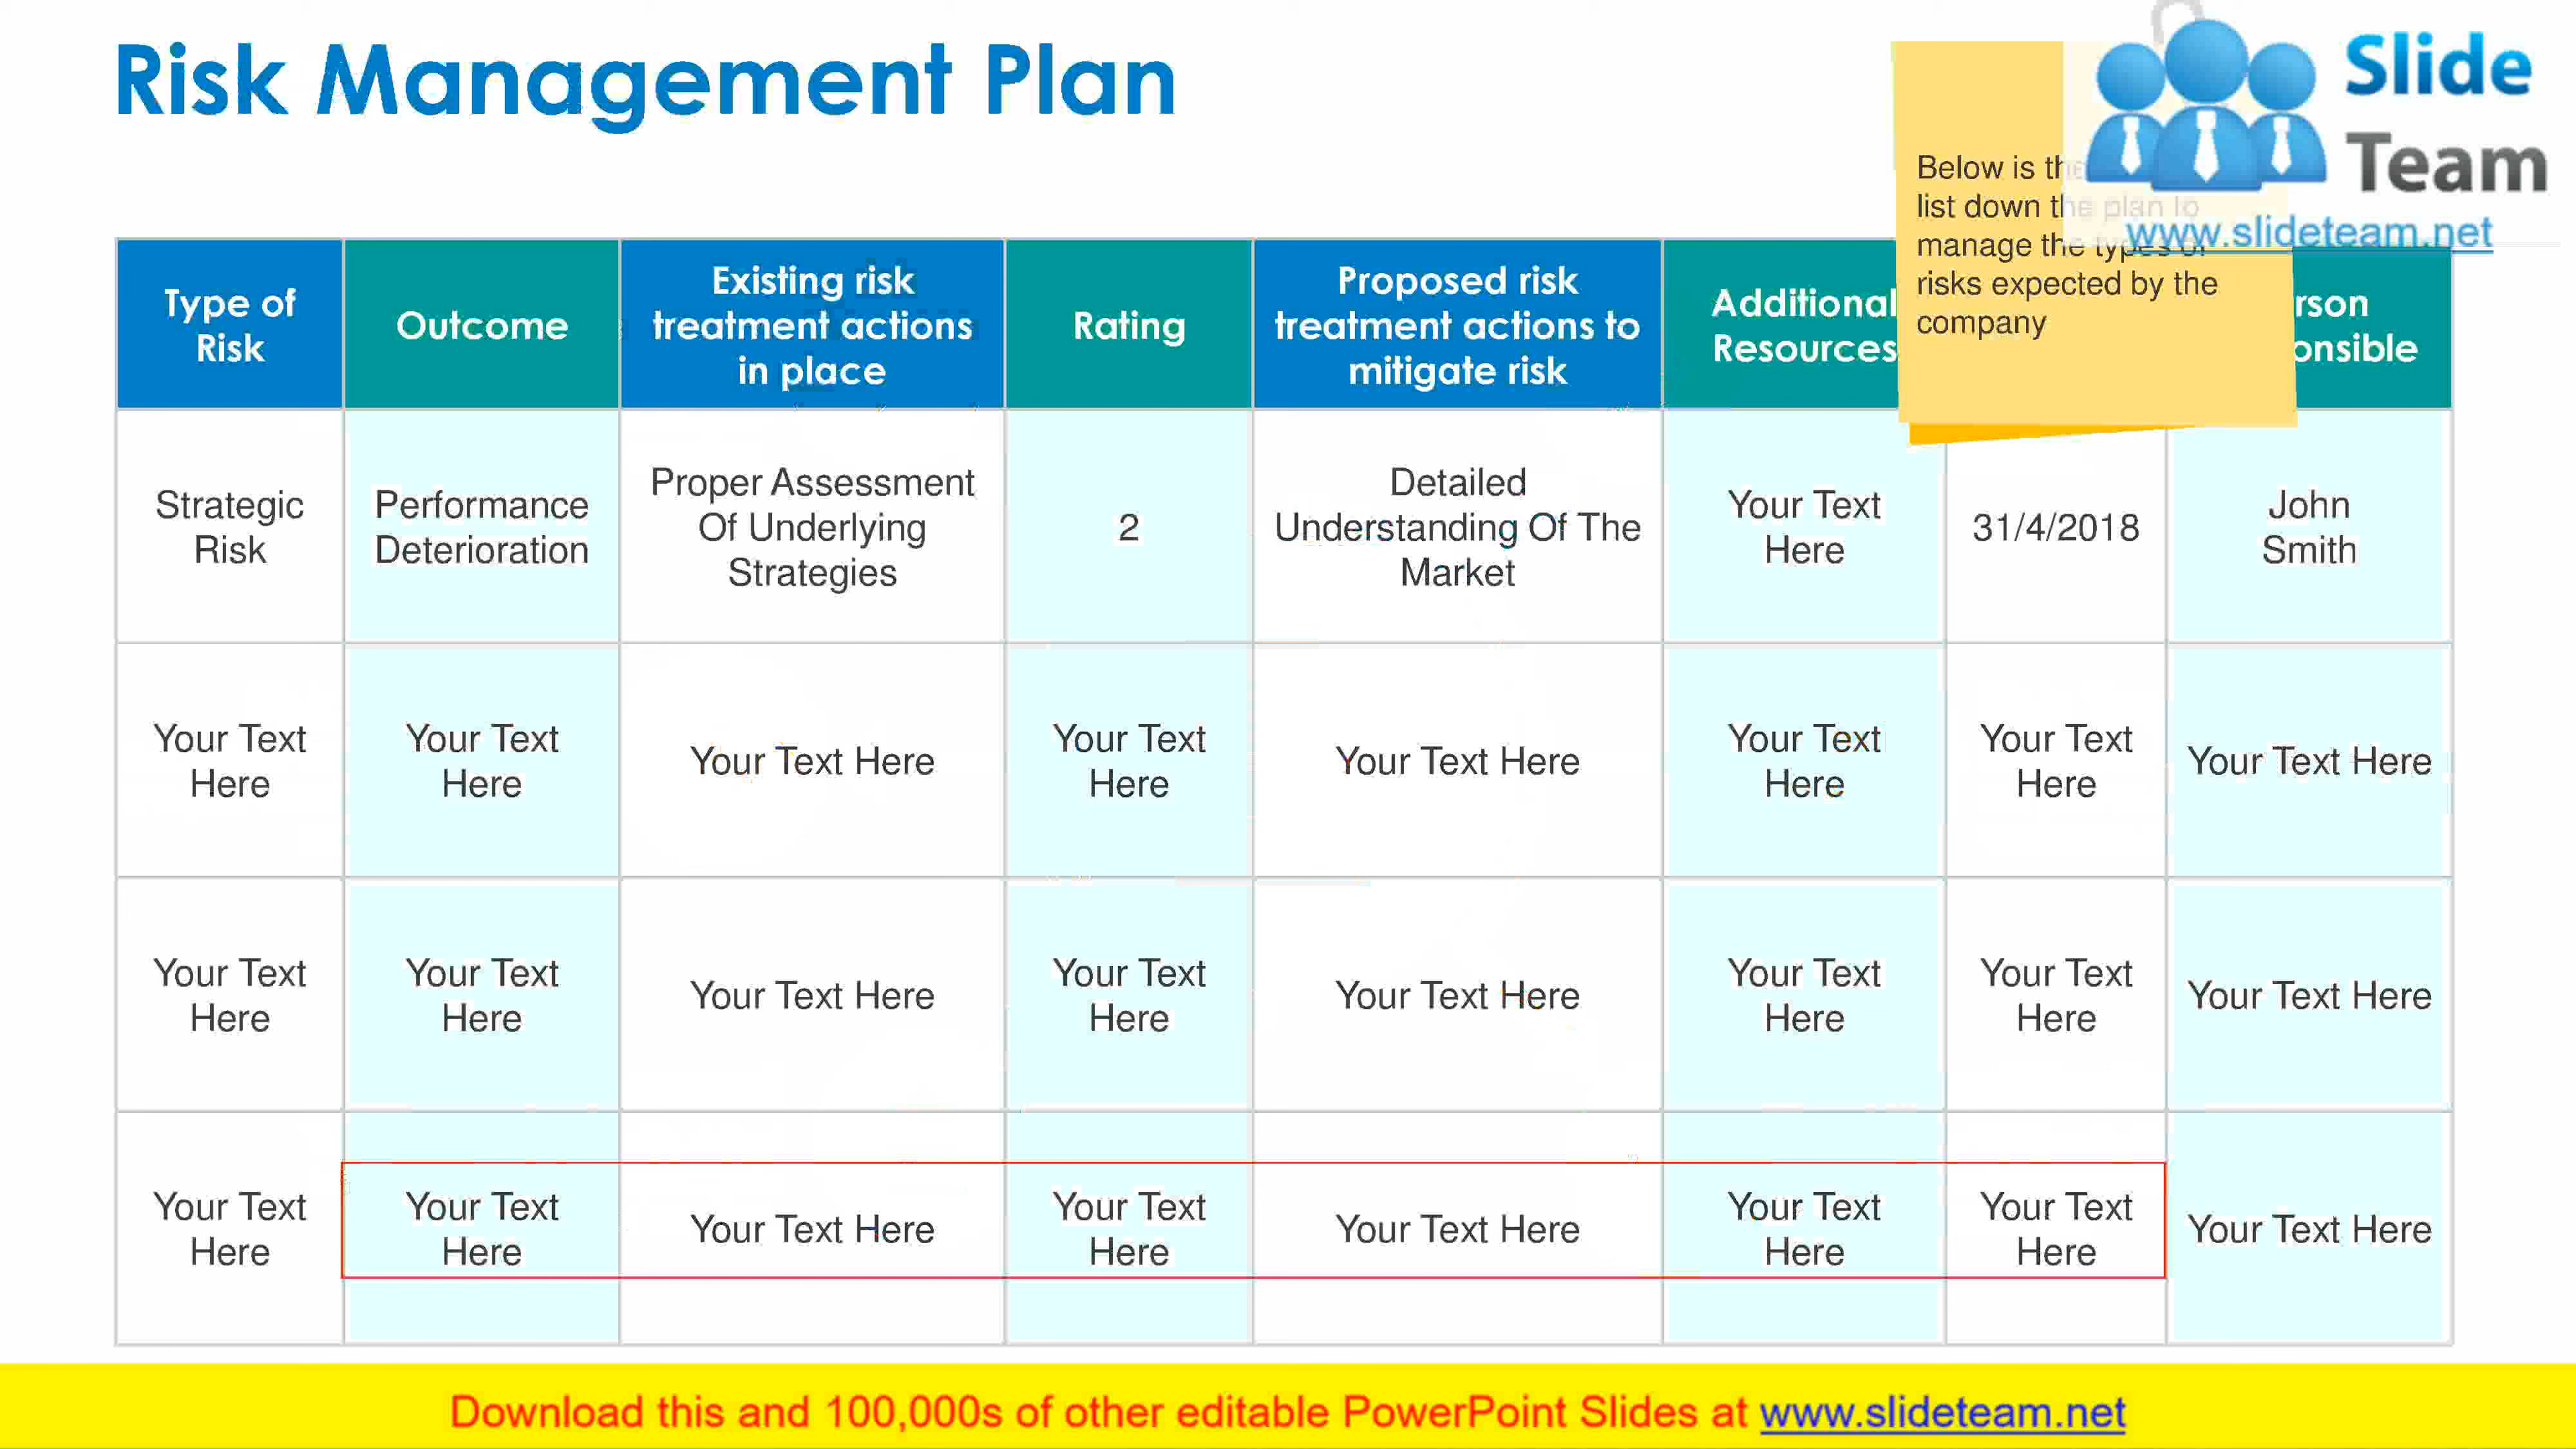 Risk Management Plan
Slide
Team
www.slideteam.net
Below is the
list down the plan to
manage the types of
risks expected by the
company
Type of
Risk
Outcome
Existing risk
treatment actions
in place
Rating
Proposed risk
treatment actions to
mitigate risk
Additional
Resources
Strategic
Risk
Performance
Deterioration
Proper Assessment
Of Underlying
Strategies
2
Detailed
Understanding Of The
Market
Your Text
Here
31/4/2018
John
Smith
Your Text
Here
Your Text
Here
Your Text Here
Your Text
Here
Your Text Here
Your Text
Here
Your Text
Here
Your Text Here
Your Text
Here
Your Text
Here
Your Text Here
Your Text
Here
Your Text Here
Your Text
Here
Your Text
Here
Your Text Here
Your Text
Here
Your Text
Here
Your Text Here
Your Text
Here
Your Text Here
Your Text
Here
Your Text
Here
Your Text Here
Download this and 100,000s of other editable PowerPoint Slides at www.slideteam.net